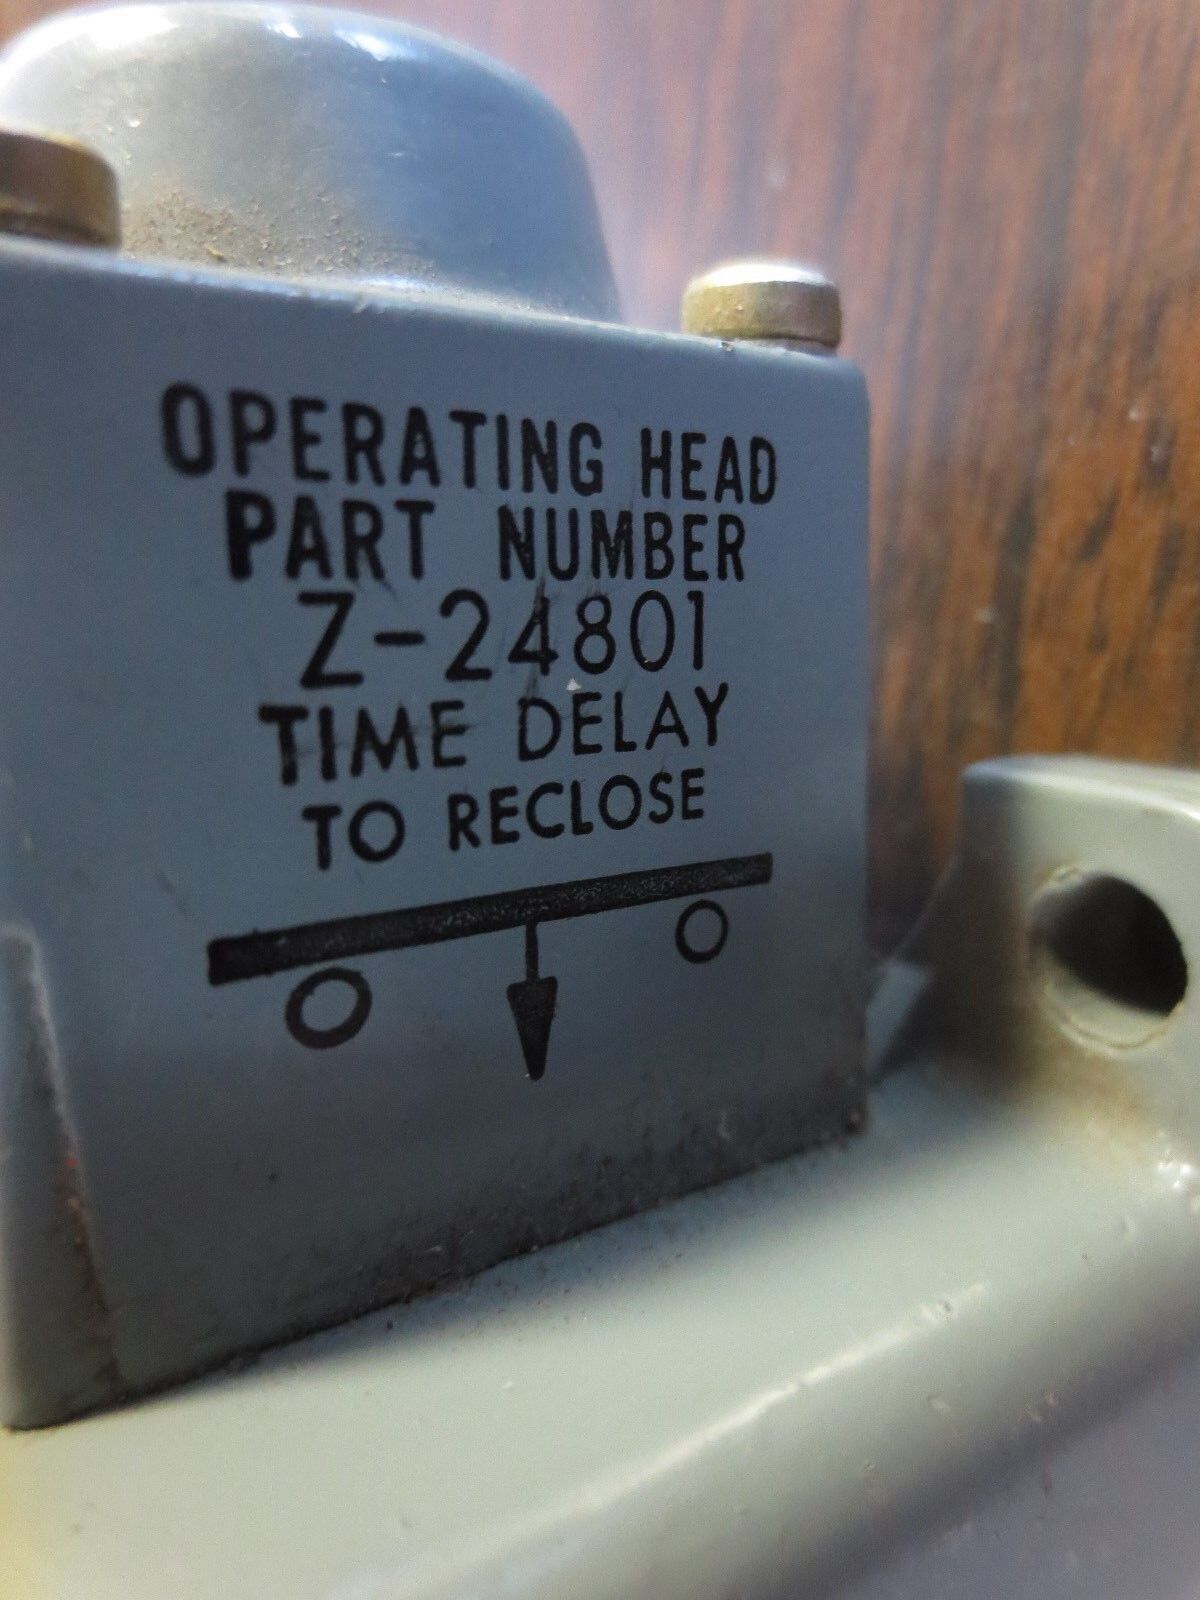 OPERATING HEAD
PART NUMBER
Z-24801
TIME DELAY
TO RECLOSE